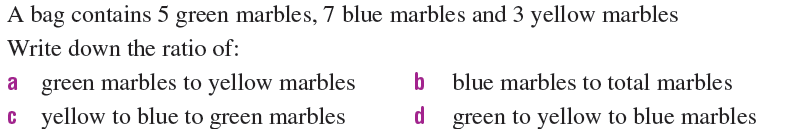 A bag contains 5 green marbles, 7 blue marbles and 3 yellow marbles
Write down the ratio of:
a green marbles to yellow marbles b blue marbles to total marbles
c yellow to blue to green marbles d green to yellow to blue marbles